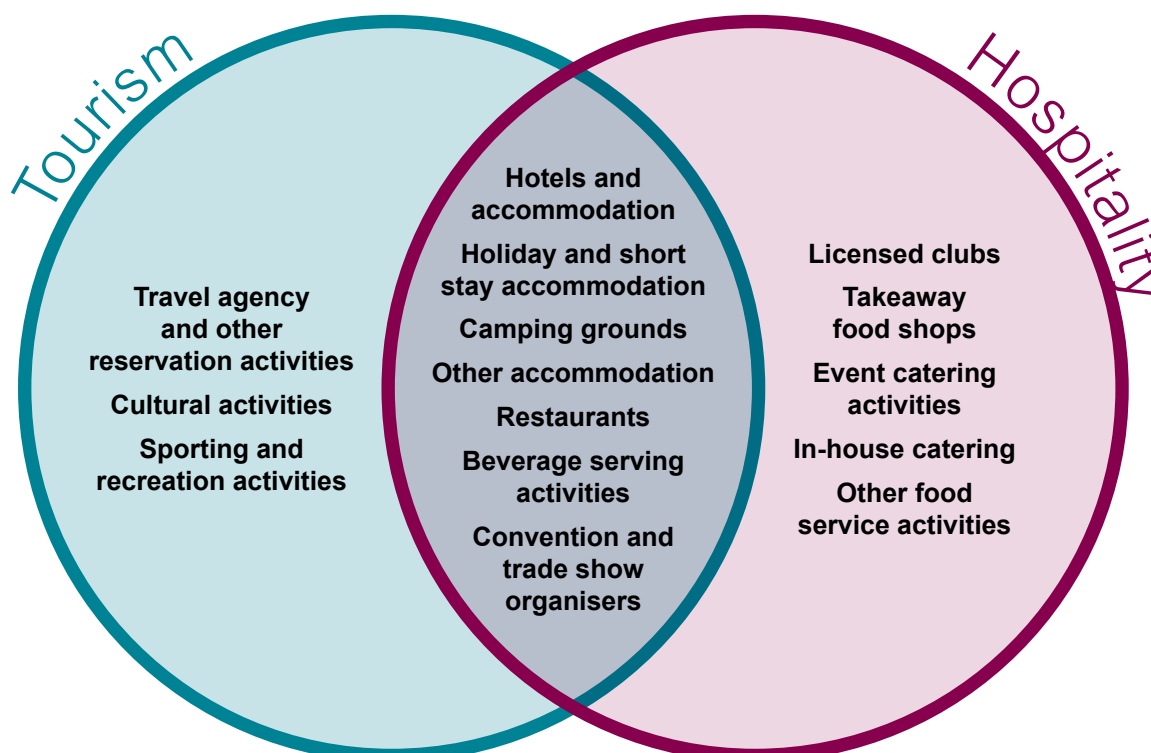 Tourism
Hospitality
Travel agency
and other
reservation activities
Cultural activities
Sporting and
recreation activities
Hotels and
accommodation
Holiday and short
stay accommodation
Camping grounds
Other accommodation
Restaurants
Beverage serving
activities
Convention and
trade show
organisers
Licensed clubs
Takeaway
food shops
Event catering
activities
In-house catering
Other food
service activities